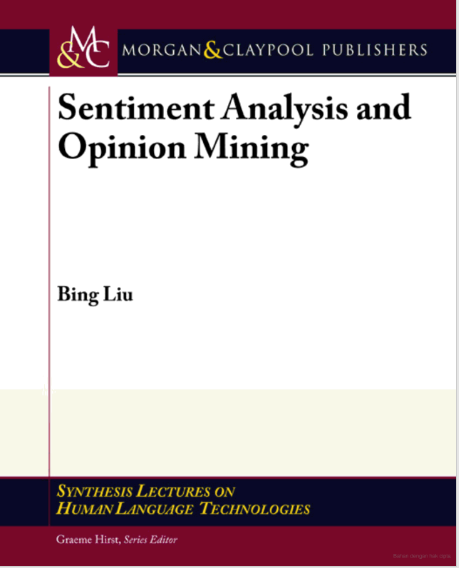 M&C MORGAN&CLAYPOOL PUBLISHERS
Sentiment Analysis and
Opinion Mining
Bing Liu
SYNTHESIS LECTURES ON
HUMAN LANGUAGE TECHNOLOGIES
Graeme Hirst, Series Editor